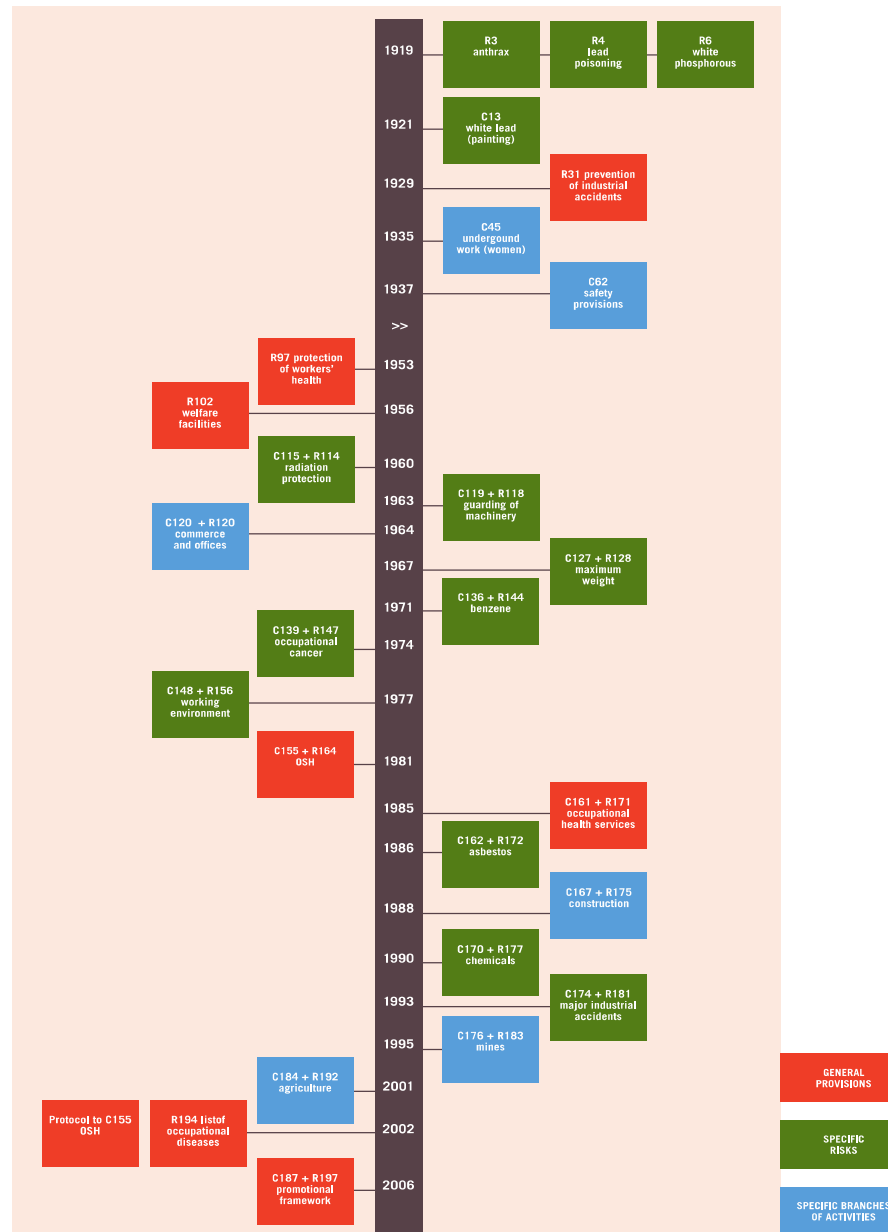 1919
R3
anthrax
R4
lead
poisoning
R6
white
phosphorous
1921
C13
white lead
(painting)
1929
R31 prevention
of industrial
accidents
1935
C45
undergound
work (women)
1937
C62
safety
provisions
>>
R97 protection
of workers'
health
1953
R102
welfare
facilities
1956
C115 + R114
radiation
protection
1960
1963
C119 + R118
guarding of
machinery
C120 + R120
commerce
and offices
1964
1967
C127 + R128
maximum
weight
1971
C136 + R144
benzene
C139 + R147
occupational
cancer
1974
C148 + R156
working
environment
1977
C155 + R164
OSH
1981
1985
C161 + R171
occupational
health services
1986
C162 + R172
asbestos
1988
C167 + R175
construction
1990
C170 + R177
chemicals
1993
C174 + R181
major industrial
accidents
1995
C176 + R183
mines
C184 + R192
agriculture
2001
Protocol to C155
OSH
R194 listof
occupational
diseases
2002
C187 + R197
promotional
framework
2006
GENERAL
PROVISIONS
SPECIFIC
RISKS
SPECIFIC BRANCHES
OF ACTIVITIES